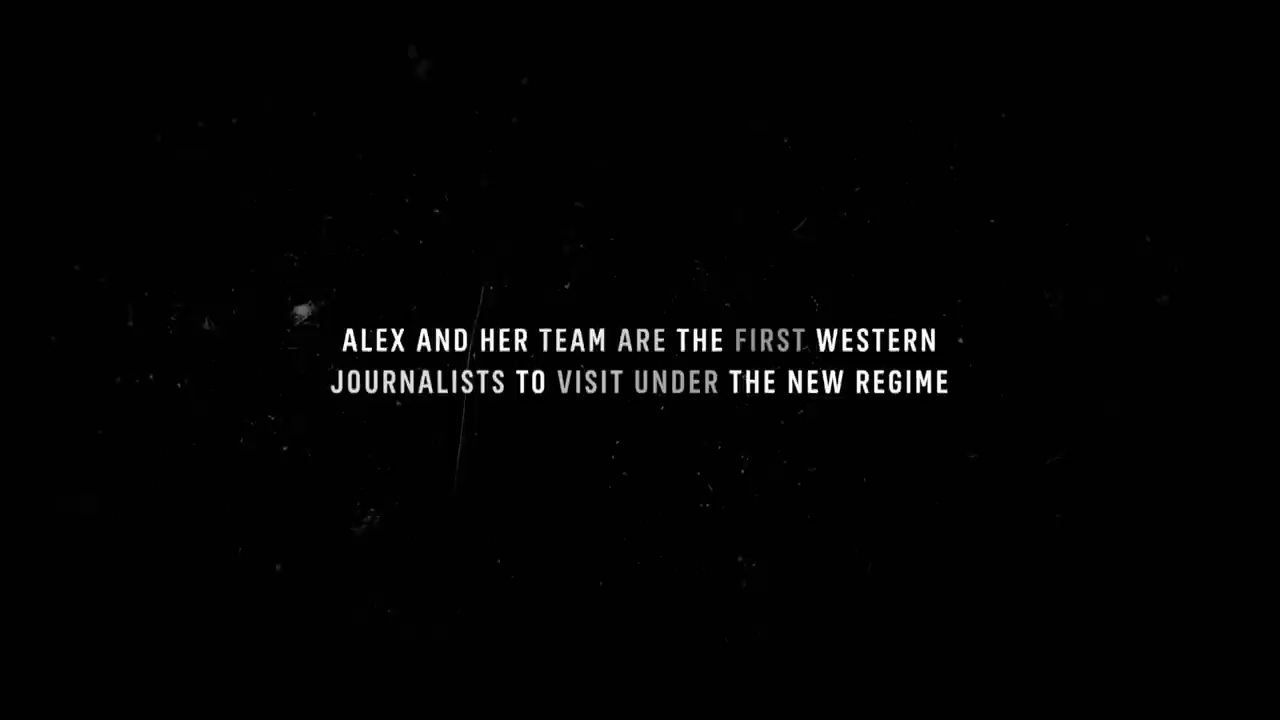 ALEX AND HER TEAM ARE THE FIRST WESTERN
JOURNALISTS TO VISIT UNDER THE NEW REGIME